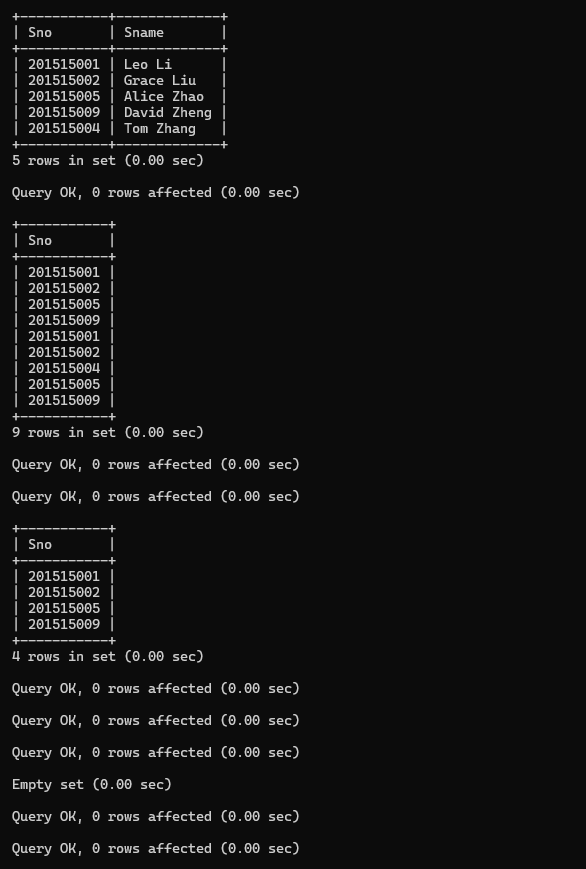 +-----------+-------------+
| Sno       | Sname       |
+-----------+-------------+
| 201515001 | Leo Li      |
| 201515002 | Grace Liu   |
| 201515005 | Alice Zhao  |
| 201515009 | David Zheng |
| 201515004 | Tom Zhang   |
+-----------+-------------+
5 rows in set (0.00 sec)

Query OK, 0 rows affected (0.00 sec)

+-----------+
| Sno       |
+-----------+
| 201515001 |
| 201515002 |
| 201515005 |
| 201515009 |
| 201515001 |
| 201515002 |
| 201515004 |
| 201515005 |
| 201515009 |
+-----------+
9 rows in set (0.00 sec)

Query OK, 0 rows affected (0.00 sec)

Query OK, 0 rows affected (0.00 sec)

+-----------+
| Sno       |
+-----------+
| 201515001 |
| 201515002 |
| 201515005 |
| 201515009 |
+-----------+
4 rows in set (0.00 sec)

Query OK, 0 rows affected (0.00 sec)

Query OK, 0 rows affected (0.00 sec)

Query OK, 0 rows affected (0.00 sec)

Empty set (0.00 sec)

Query OK, 0 rows affected (0.00 sec)

Query OK, 0 rows affected (0.00 sec)